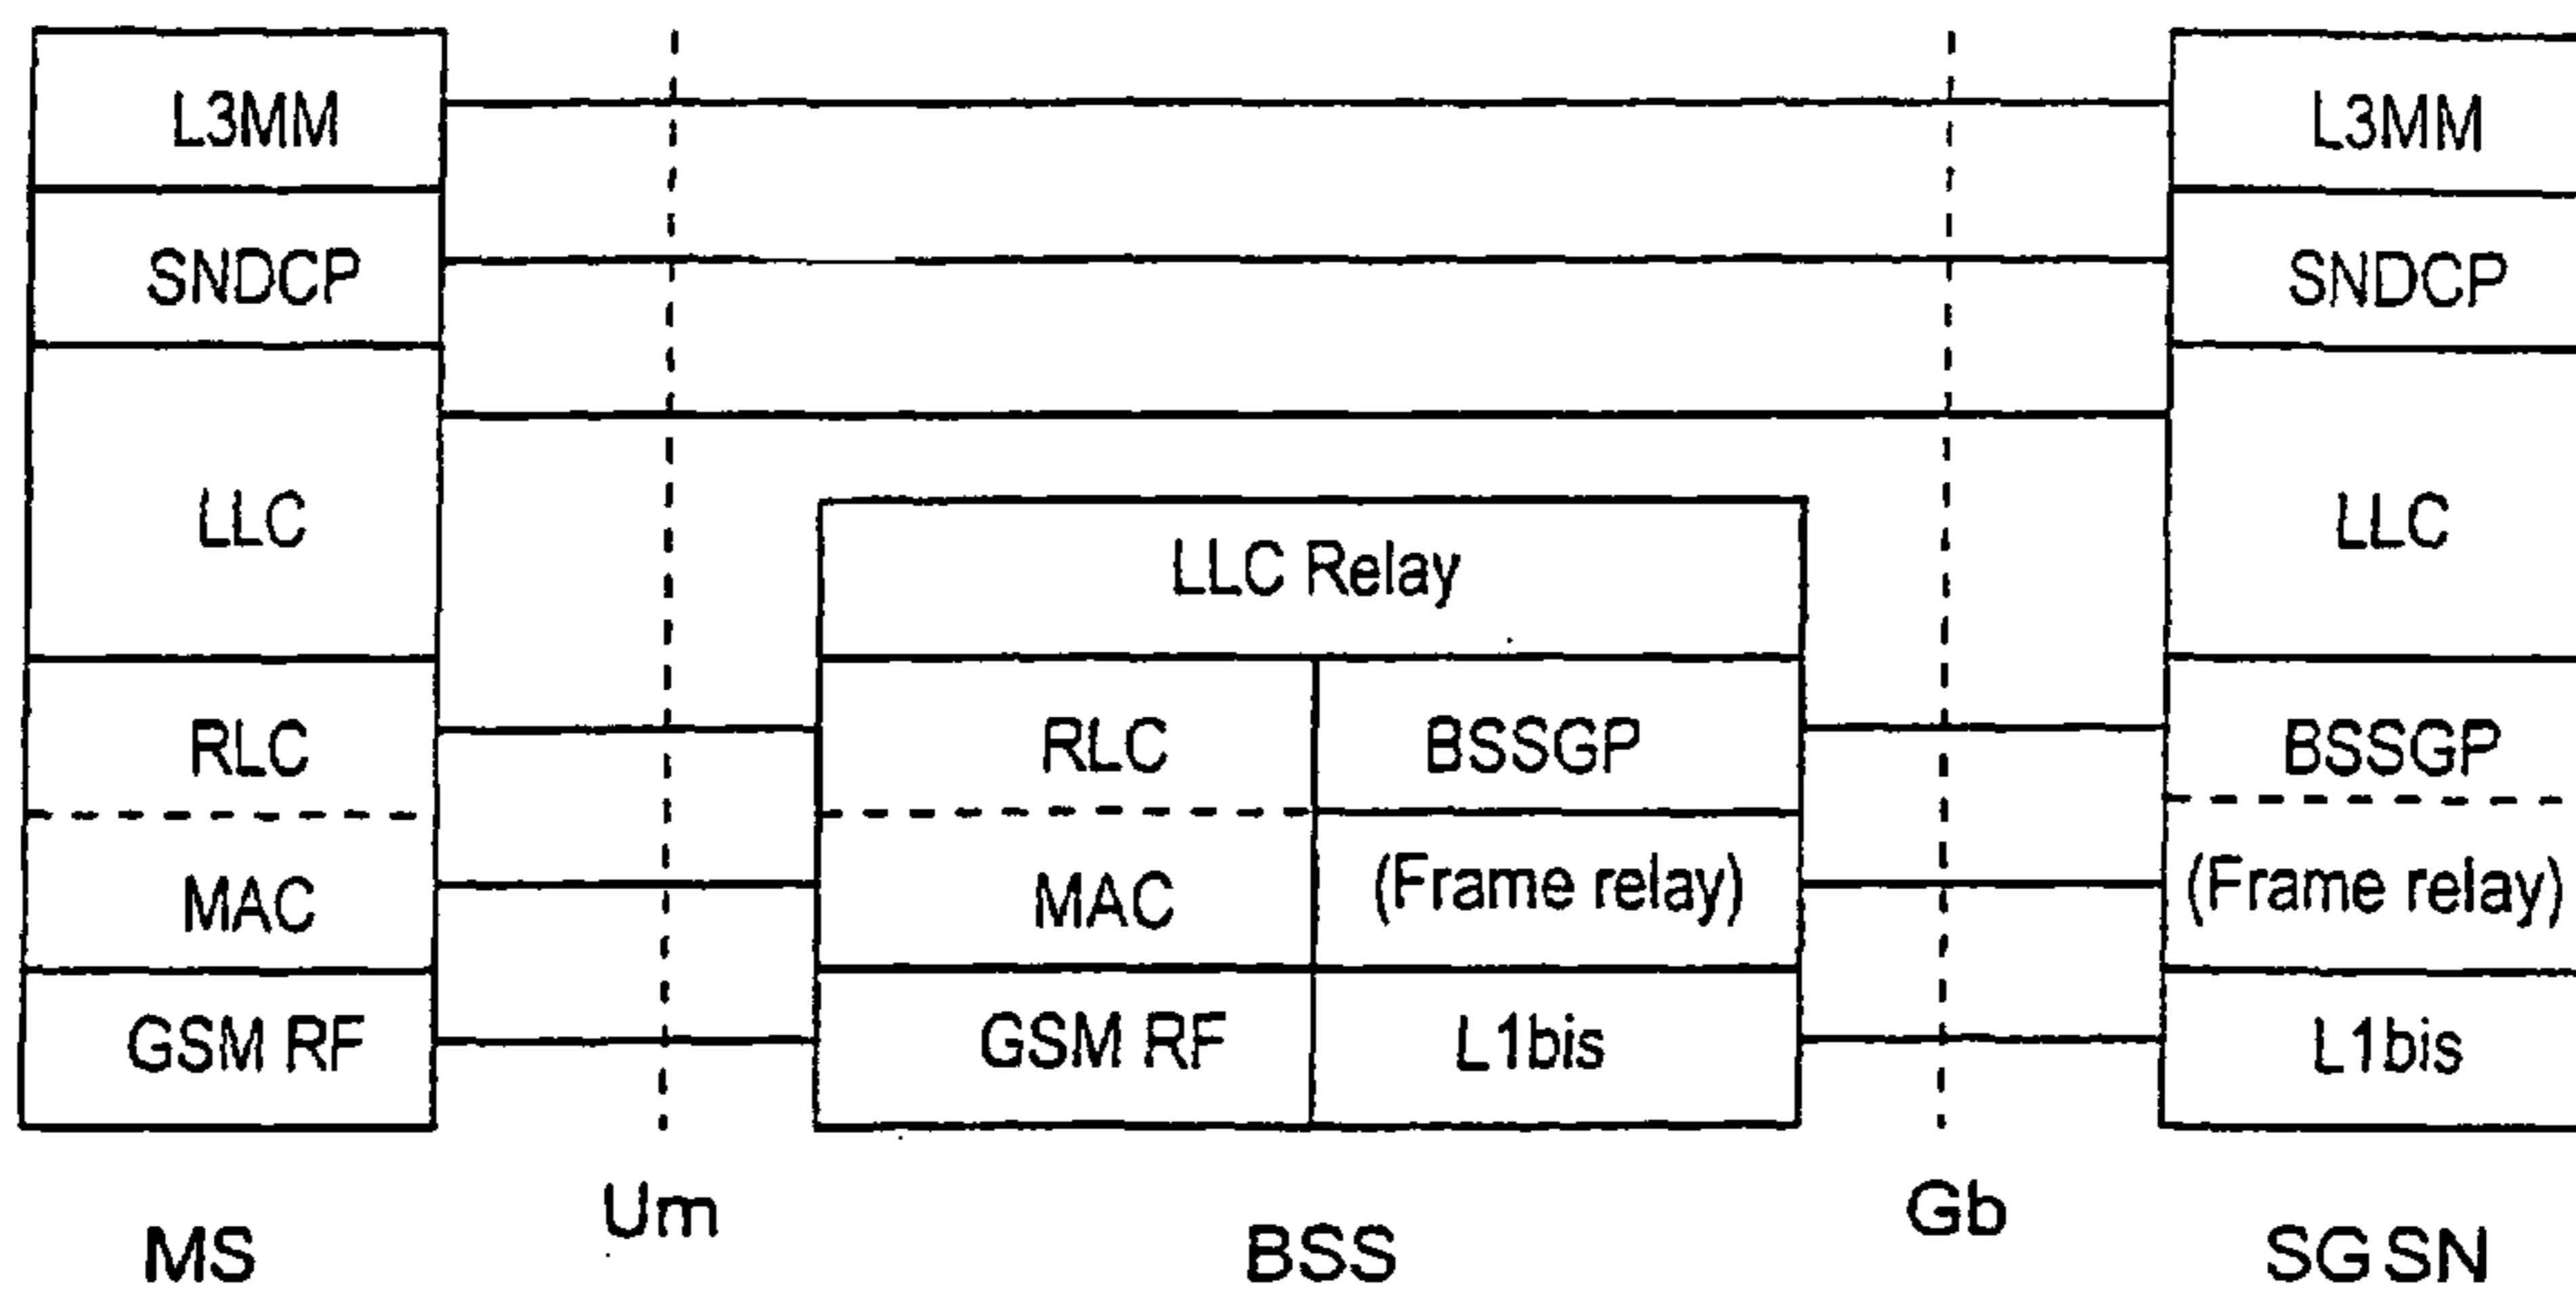 L3MM
L3MM
SNDCP
SNDCP
LLC
LLC
LLC Relay
RLC
RLC
BSSGP
BSSGP
MAC
MAC
(Frame relay)
(Frame relay)
GSM RF
GSM RF
L1bis
L1bis
MS
Um
BSS
Gb
SGSN